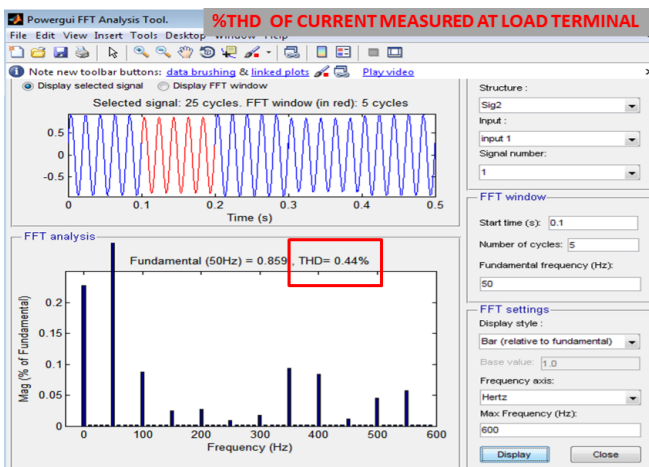 Powergui FFT Analysis Tool.
%THD OF CURRENT MEASURED AT LOAD TERMINAL
File Edit View Insert Tools Desktop Window Help
Note new toolbar buttons: data brushing & linked plots Play video
Display selected signal Display FFT window
Selected signal: 25 cycles. FFT window (in red): 5 cycles
0.5
0
-0.5
0 0.1 0.2 0.3 0.4 0.5
Time (s)
FFT analysis
Fundamental (50Hz) = 0.859 , THD= 0.44%
Mag (% of Fundamental)
0.2
0.15
0.1
0.05
0
0 100 200 300 400 500 600
Frequency (Hz)
Structure :
Sig2
Input :
input 1
Signal number:
1
FFT window
Start time (s): 0.1
Number of cycles: 5
Fundamental frequency (Hz):
50
FFT settings
Display style :
Bar (relative to fundamental)
Base value: 1.0
Frequency axis:
Hertz
Max Frequency (Hz):
600
Display Close